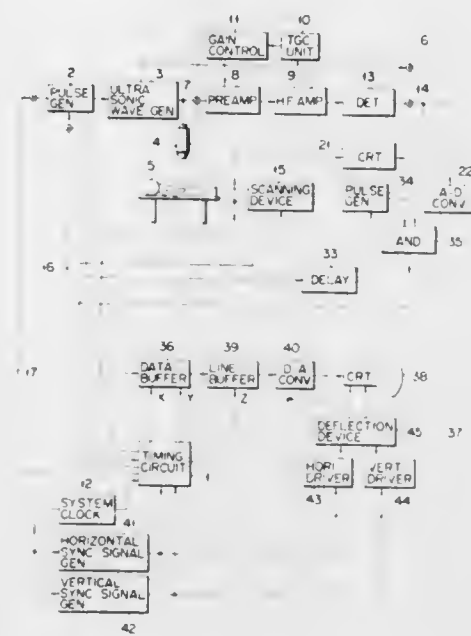 11
10
GAIN
CONTROL
TGC
UNIT
6
2
3
7
8
9
13
14
PULSE
GEN
ULTRA
SONIC
WAVE GEN
PREAMP
H.F. AMP
DET
4
21
CRT
5
1
15
22
SCANNING
DEVICE
PULSE
GEN
34
A-D
CONV
AND
35
16
33
DELAY
17
36
39
40
DATA
BUFFER
LINE
BUFFER
D A
CONV
CRT
38
X
Y
Z
DEFLECTION
DEVICE
45
37
TIMING
CIRCUIT
HORI
DRIVER
VERT
DRIVER
12
43
44
SYSTEM
CLOCK
41
HORIZONTAL
SYNC SIGNAL
GEN
VERTICAL
SYNC SIGNAL
GEN
42